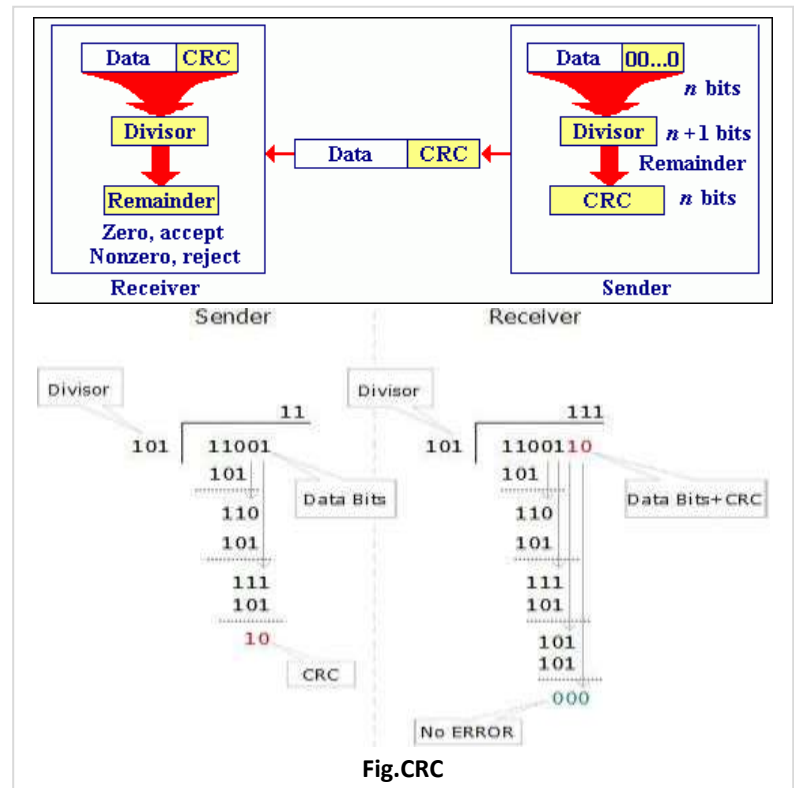 Data CRC
Divisor
Remainder
Zero, accept
Nonzero, reject
Receiver
Data CRC
Data 00...0
n bits
Divisor n+1 bits
Remainder
CRC n bits
Sender
Sender
Divisor
11
101 11001
101
Data Bits
110
101
111
101
10
CRC
Receiver
Divisor
111
101 1100110
101
Data Bits+CRC
110
101
111
101
101
101
000
No ERROR
Fig.CRC